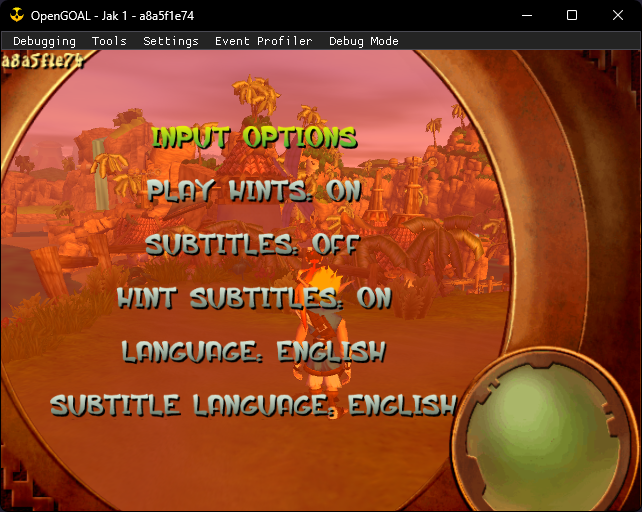 OpenGOAL - Jak 1 - a8a5f1e74
Debugging Tools Settings Event Profiler Debug Mode
a8a5f1e74
INPUT OPTIONS
PLAY HINTS: ON
SUBTITLES: OFF
HINT SUBTITLES: ON
LANGUAGE: ENGLISH
SUBTITLE LANGUAGE: ENGLISH